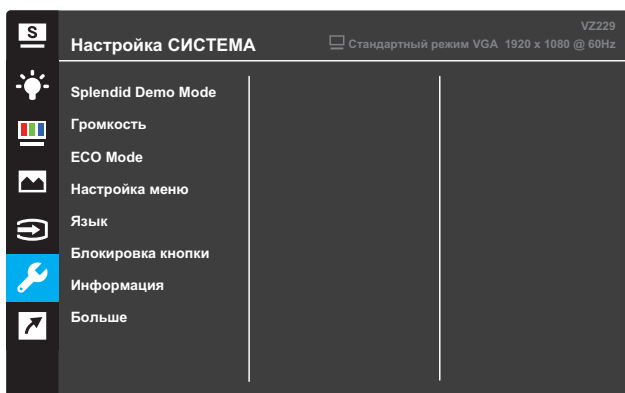 S
VZ229
Настройка СИСТЕМА
Стандартный режим VGA 1920 x 1080 @ 60Hz
Splendid Demo Mode
Громкость
ECO Mode
Настройка меню
Язык
Блокировка кнопки
Информация
Больше